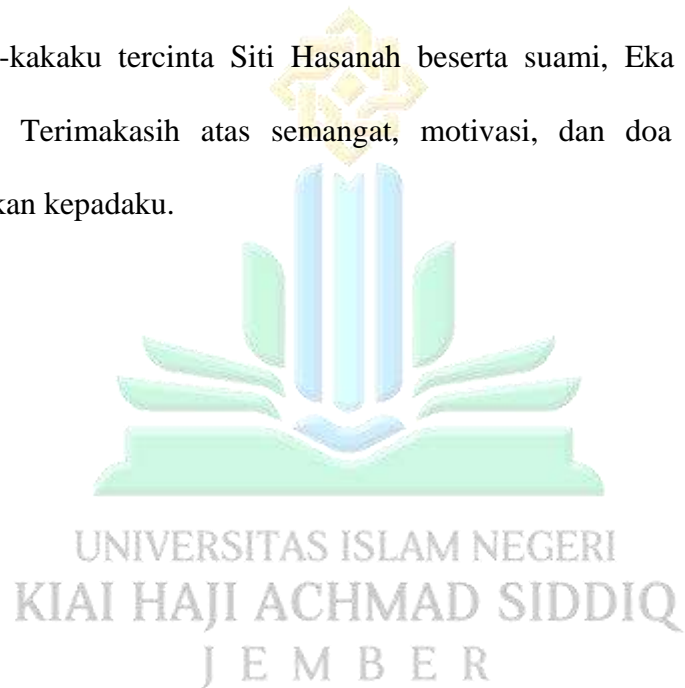 -kakaku tercinta Siti Hasanah beserta suami, Eka
Terimakasih atas semangat, motivasi, dan doa
kan kepadaku.
UNIVERSITAS ISLAM NEGERI
KIAI HAJI ACHMAD SIDDIQ
JEMBER